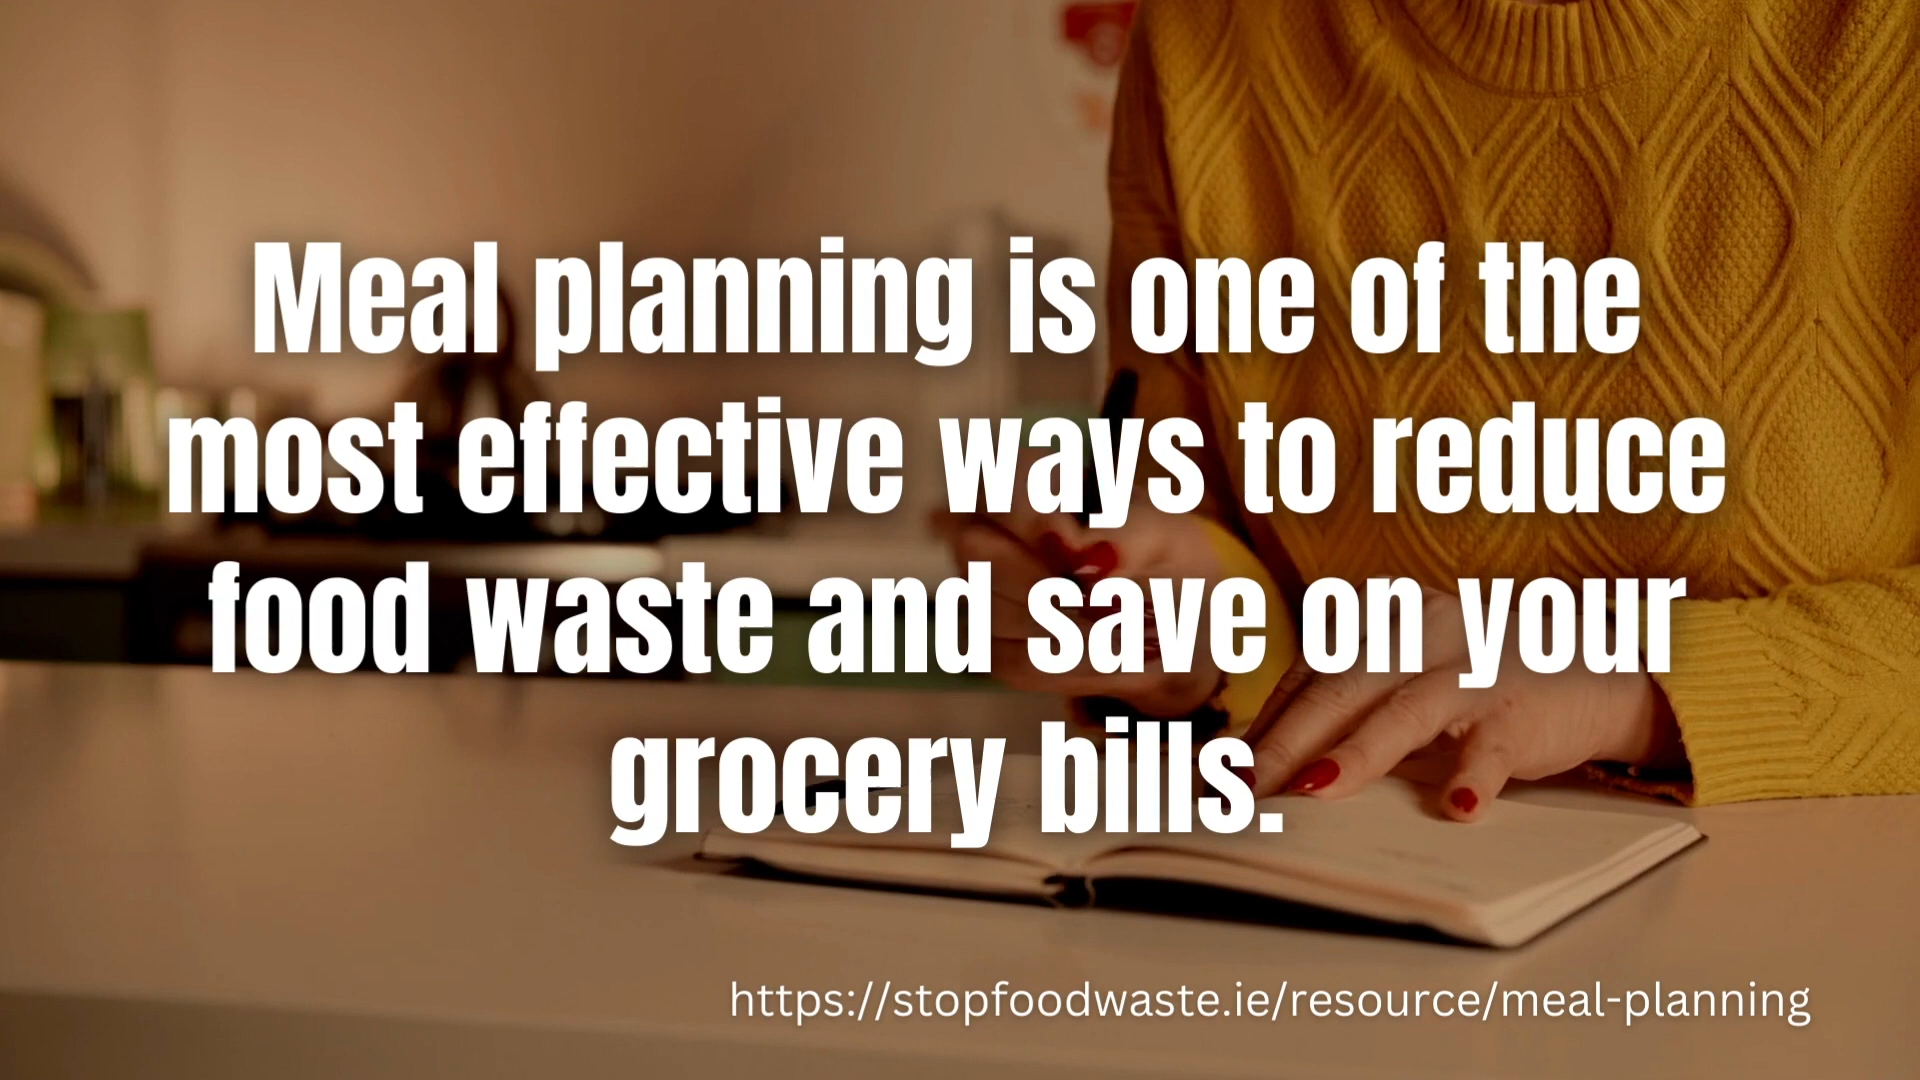 Meal planning is one of the
most effective ways to reduce
food waste and save on your
grocery bills.
https://stopfoodwaste.ie/resource/meal-planning